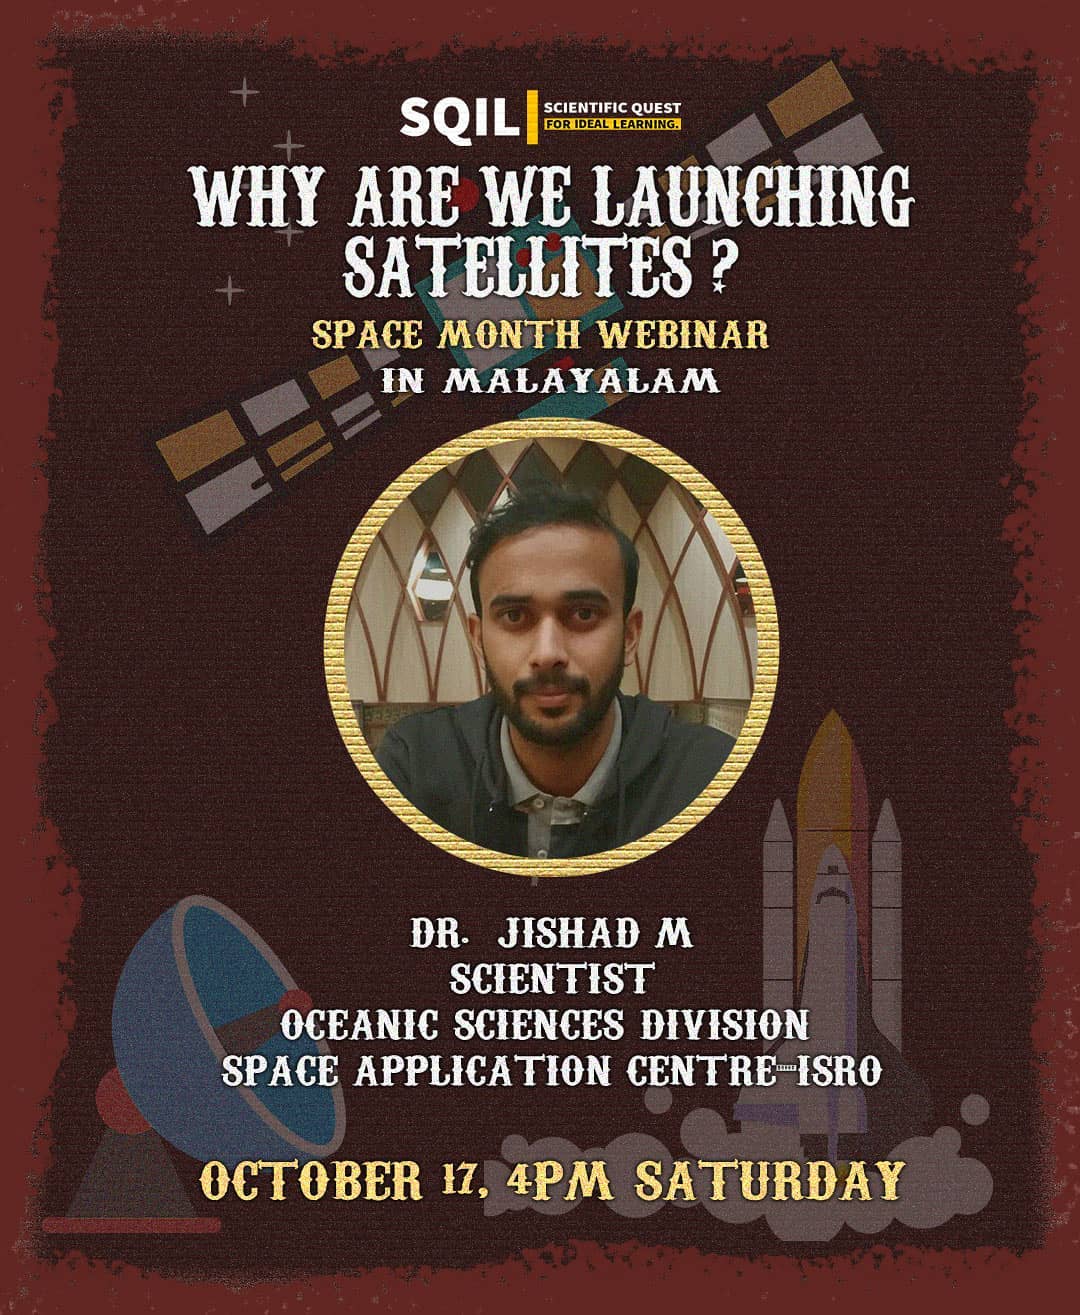 SQIL
SCIENTIFIC QUEST
FOR IDEAL LEARNING.
WHY ARE WE LAUNCHING
SATELLITES ?
SPACE MONTH WEBINAR
IN MALAYALAM
DR. JISHAD M
SCIENTIST
OCEANIC SCIENCES DIVISION
SPACE APPLICATION CENTRE-ISRO
OCTOBER 17, 4PM SATURDAY